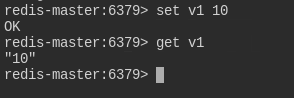 redis-master:6379> set v1 10
OK
redis-master:6379> get v1
"10"
redis-master:6379>